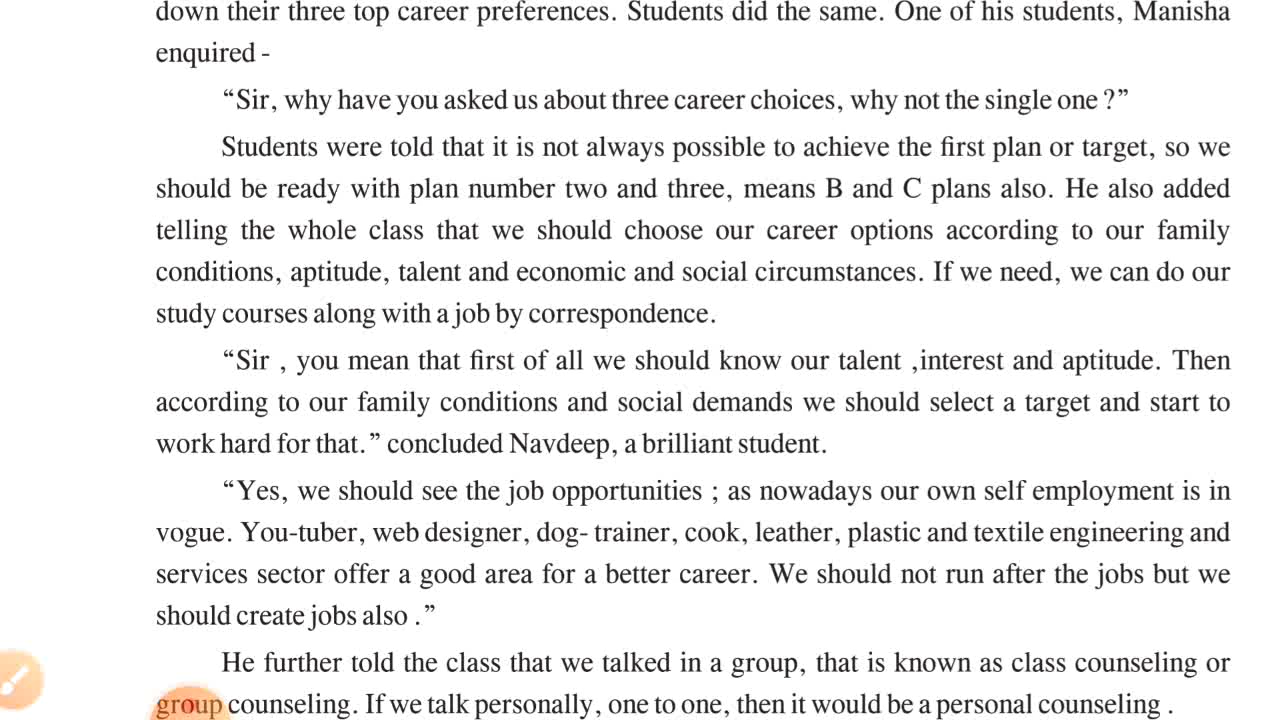 down their three top career preferences. Students did the same. One of his students, Manisha
enquired -
“Sir, why have you asked us about three career choices, why not the single one ?”
Students were told that it is not always possible to achieve the first plan or target, so we
should be ready with plan number two and three, means B and C plans also. He also added
telling the whole class that we should choose our career options according to our family
conditions, aptitude, talent and economic and social circumstances. If we need, we can do our
study courses along with a job by correspondence.
“Sir , you mean that first of all we should know our talent ,interest and aptitude. Then
according to our family conditions and social demands we should select a target and start to
work hard for that.” concluded Navdeep, a brilliant student.
“Yes, we should see the job opportunities ; as nowadays our own self employment is in
vogue. You-tuber, web designer, dog- trainer, cook, leather, plastic and textile engineering and
services sector offer a good area for a better career. We should not run after the jobs but we
should create jobs also .”
He further told the class that we talked in a group, that is known as class counseling or
group counseling. If we talk personally, one to one, then it would be a personal counseling .